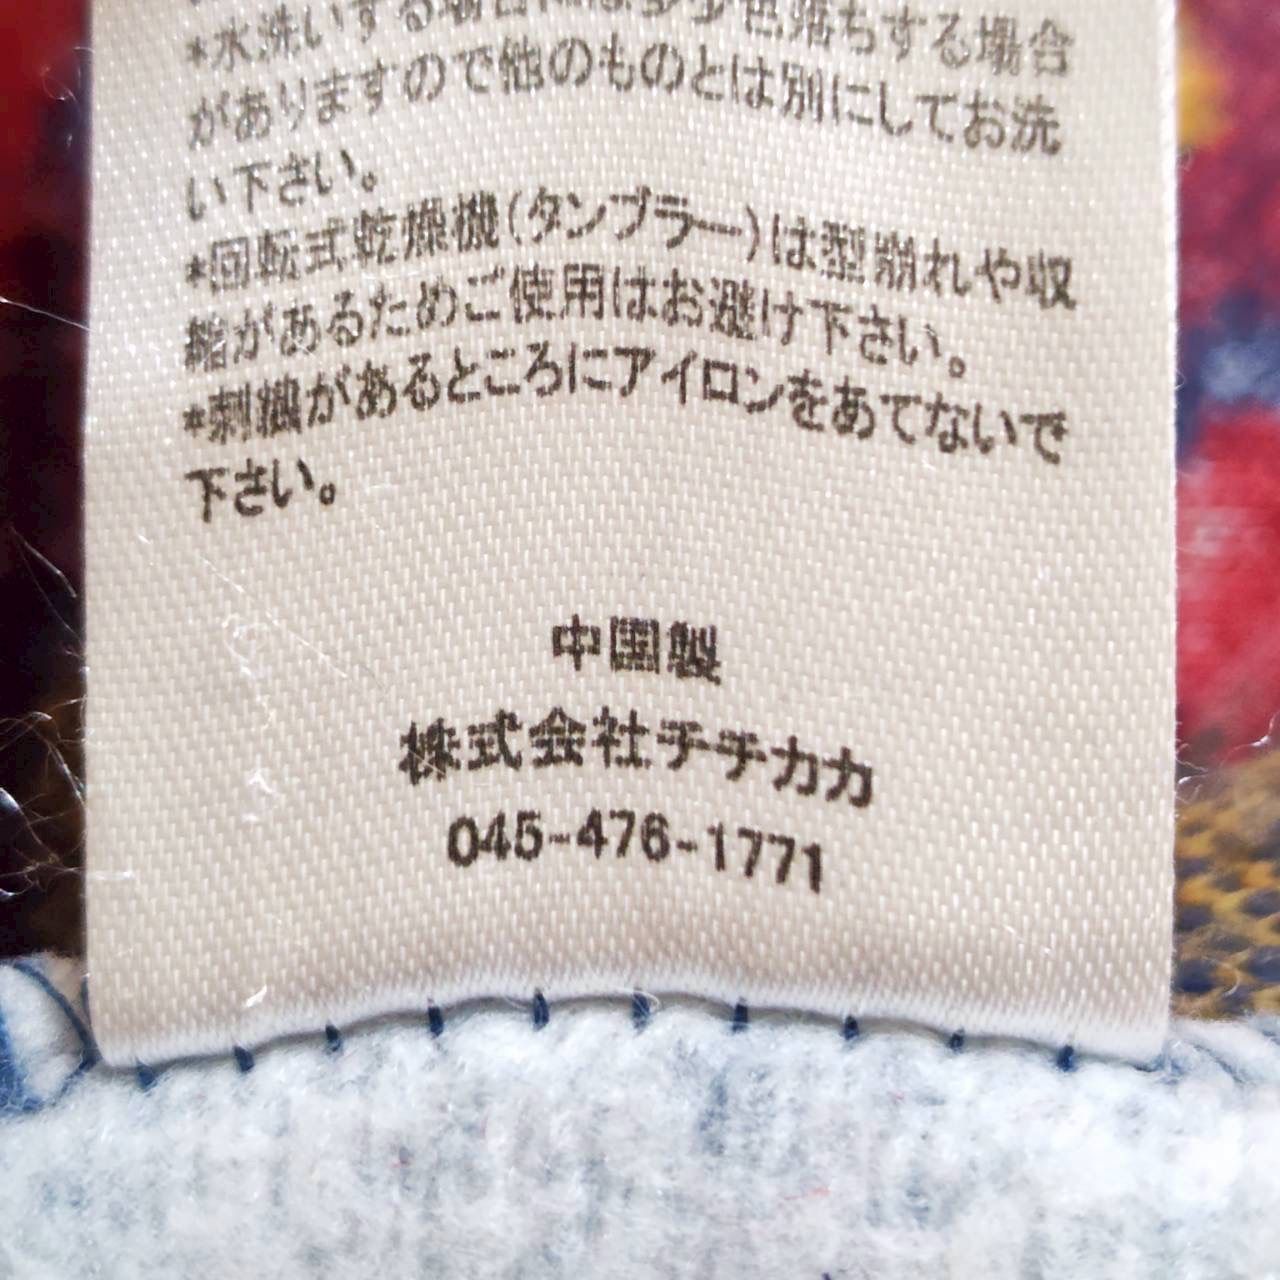 *水洗いする場合には多少色落ちする場合
がありますので他のものとは別にしてお洗
い下さい。
*回転式乾燥機(タンブラー)は型崩れや収
縮があるためご使用はお避け下さい。
*刺繍があるところにアイロンをあてないで
下さい。
中国製
株式会社チチカカ
045-476-1771